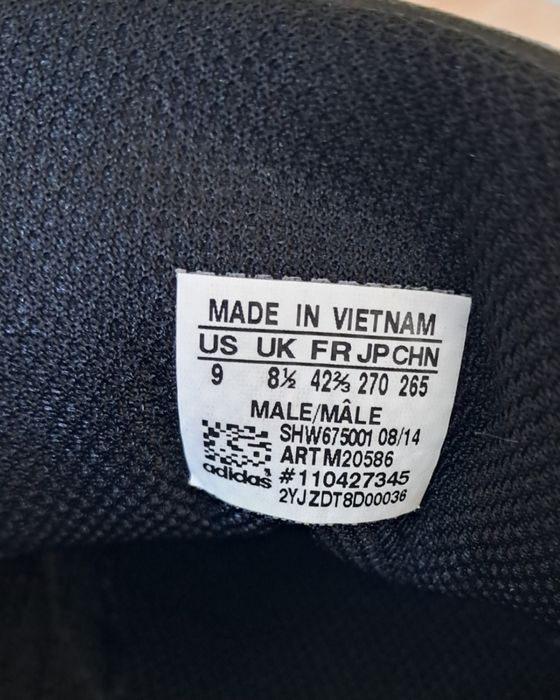 MADE IN VIETNAM
US UK FR JP CHN
9 8½ 42⅔ 270 265
MALE/MÂLE
SHW675001 08/14
ART M20586
#110427345
2YJZDT8D00036
adidas